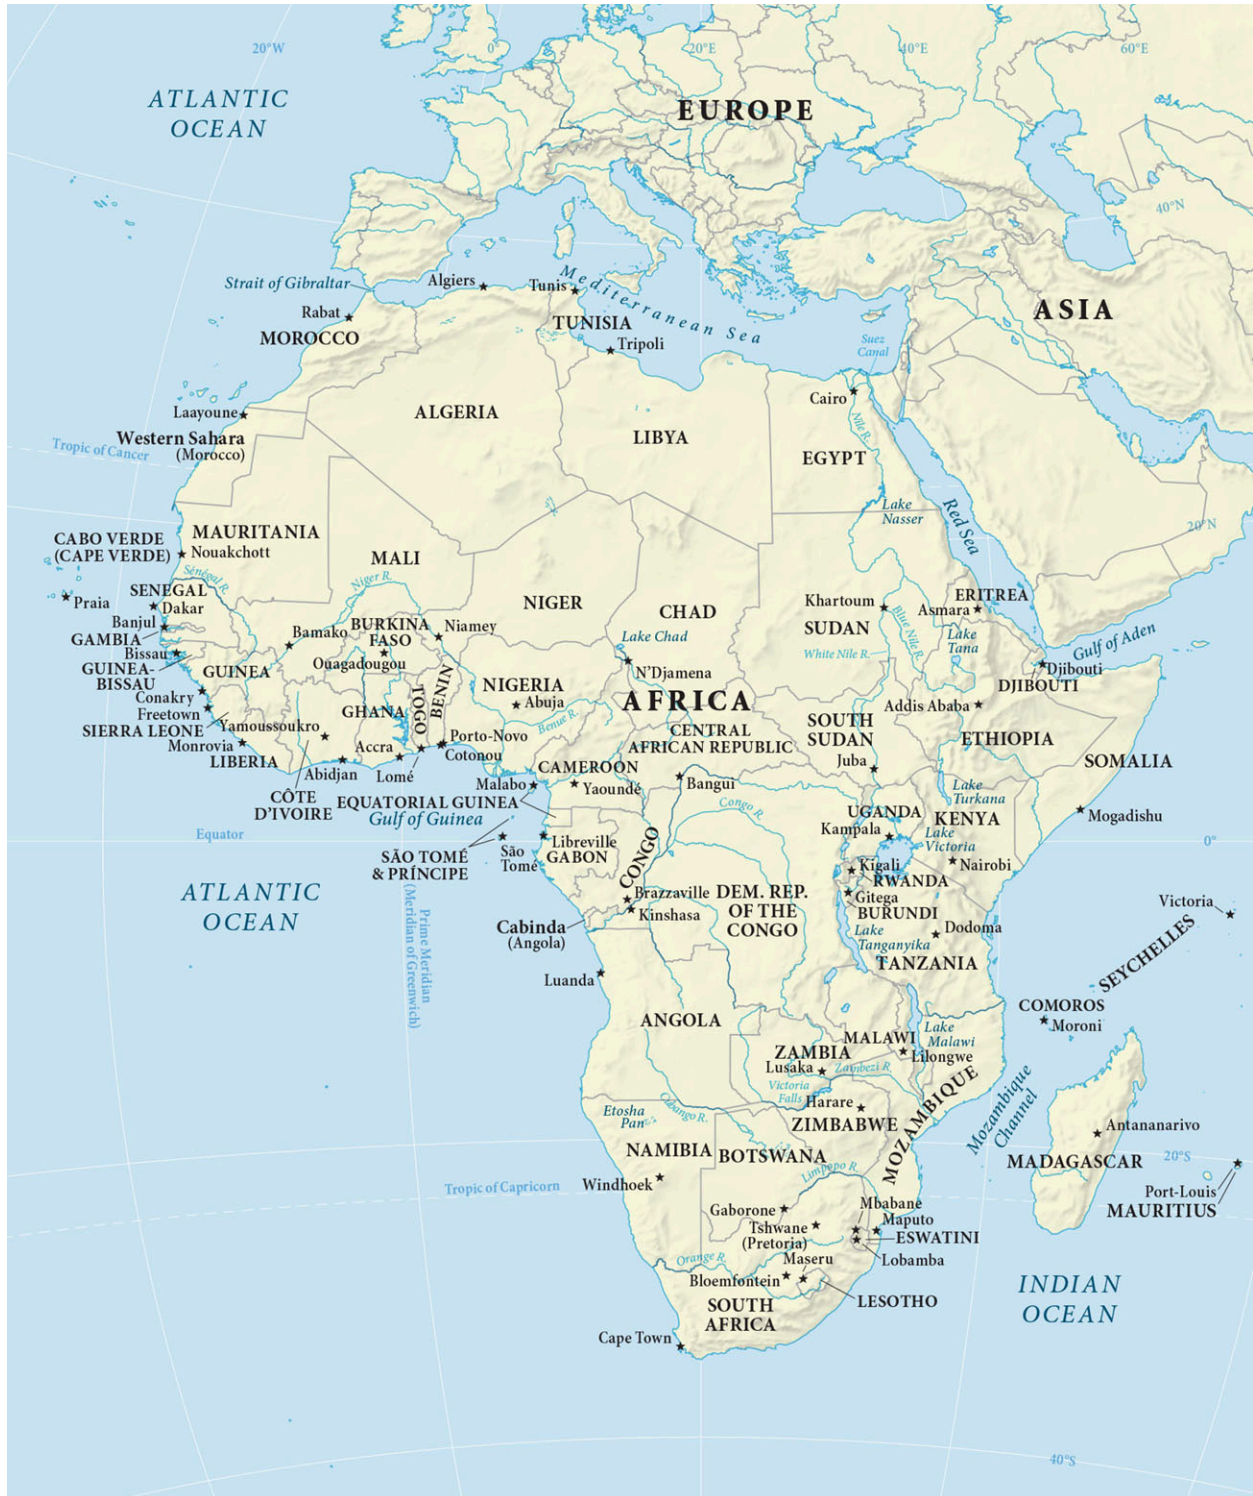 20°W
0°
20°E
40°E
60°E
ATLANTIC
OCEAN
EUROPE
40°N
Strait of Gibraltar
Algiers
Tunis
Mediterranean Sea
ASIA
Rabat
MOROCCO
TUNISIA
Tripoli
Suez
Canal
Cairo
Laayoune
ALGERIA
LIBYA
Nile R.
EGYPT
Western Sahara
(Morocco)
Tropic of Cancer
Lake
Nasser
Red Sea
20°N
CABO VERDE
(CAPE VERDE)
MAURITANIA
Nouakchott
MALI
Sénégal R.
Niger R.
Praia
SENEGAL
Dakar
NIGER
CHAD
Khartoum
SUDAN
ERITREA
Asmara
Banjul
GAMBIA
Bissau
GUINEA-
BISSAU
Bamako
BURKINA
FASO
Ouagadougou
Niamey
Lake Chad
N'Djamena
Blue Nile R.
White Nile R.
Lake
Tana
Gulf of Aden
Djibouti
DJIBOUTI
GUINEA
Conakry
Freetown
SIERRA LEONE
Monrovia
LIBERIA
Yamoussoukro
GHANA
TOGO
BENIN
NIGERIA
Abuja
Benue R.
AFRICA
CENTRAL
AFRICAN REPUBLIC
SOUTH
SUDAN
Juba
Addis Ababa
ETHIOPIA
SOMALIA
Accra
Abidjan
Lomé
Porto-Novo
Cotonou
CÔTE
D'IVOIRE
Malabo
CAMEROON
Yaoundé
Bangui
EQUATORIAL GUINEA
Gulf of Guinea
Congo R.
UGANDA
Kampala
Lake
Turkana
KENYA
Mogadishu
Equator
0°
SÃO TOMÉ
& PRÍNCIPE
São
Tomé
Libreville
GABON
CONGO
Lake
Victoria
Nairobi
Kigali
RWANDA
Gitega
BURUNDI
ATLANTIC
OCEAN
Prime Meridian
(Meridian of Greenwich)
Brazzaville
Kinshasa
DEM. REP.
OF THE
CONGO
Cabinda
(Angola)
Lake
Tanganyika
Dodoma
TANZANIA
Victoria
SEYCHELLES
Luanda
ANGOLA
COMOROS
Moroni
MALAWI
Lake
Malawi
Lilongwe
ZAMBIA
Lusaka
Zambezi R.
Victoria
Falls
Harare
ZIMBABWE
MOZAMBIQUE
Mozambique
Channel
Etosha
Pan
Cubango R.
NAMIBIA
BOTSWANA
Windhoek
Limpopo R.
Antananarivo
MADAGASCAR
20°S
Port-Louis
MAURITIUS
Tropic of Capricorn
Gaborone
Tshwane
(Pretoria)
Mbabane
Maputo
ESWATINI
Lobamba
Orange R.
Maseru
Bloemfontein
LESOTHO
SOUTH
AFRICA
Cape Town
INDIAN
OCEAN
40°S